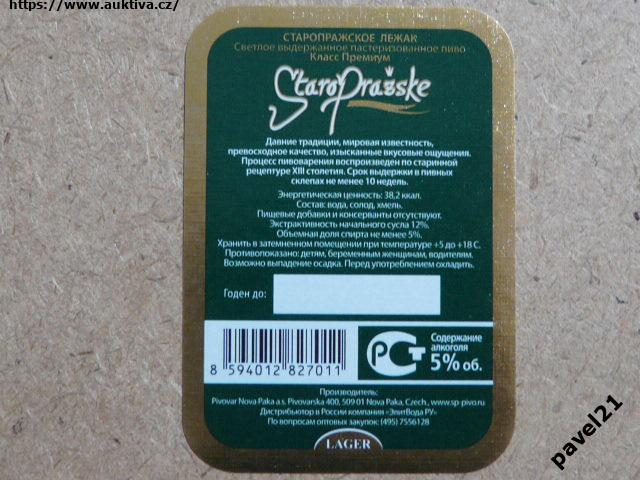 https://www.auktiva.cz/
СТАРОПРАЖСКОЕ ЛЕЖАК
Светлое выдержанное пастеризованное пиво
Класс Премиум
StaroPražske
Давние традиции, мировая известность,
превосходное качество, изысканные вкусовые ощущения.
Процесс пивоварения воспроизведен по старинной
рецептуре XIII столетия. Срок выдержки в пивных
склепах не менее 10 недель.
Энергетическая ценность: 38,2 ккал.
Состав: вода, солод, хмель.
Пищевые добавки и консерванты отсутствуют.
Экстрактивность начального сусла 12%.
Объемная доля спирта не менее 5%.
Хранить в затемненном помещении при температуре +5 до +18 С.
Противопоказано: детям, беременным женщинам, водителям.
Возможно выпадение осадка. Перед употреблением охладить.
Годен до:
8 594012 827011
РСТ
Содержание
алкоголя
5% об.
Производитель:
Pivovar Nova Paka a.s. Pivovarska 400, 509 01 Nova Paka, Czech., www.sp-pivo.ru
Дистрибьютор в России компания «ЭлитВода РУ»
По вопросам оптовых закупок: (495) 7556128
LAGER
pavel21